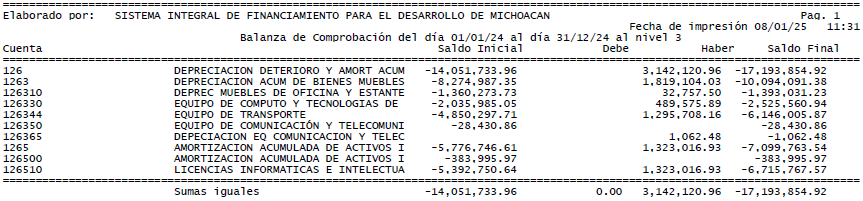 Elaborado por: SISTEMA INTEGRAL DE FINANCIAMIENTO PARA EL DESARROLLO DE MICHOACAN Pag. 1
Fecha de impresión 08/01/25 11:31
Balanza de Comprobación del día 01/01/24 al día 31/12/24 al nivel 3
Cuenta Saldo Inicial Debe Haber Saldo Final
126 DEPRECIACION DETERIORO Y AMORT ACUM -14,051,733.96 3,142,120.96 -17,193,854.92
1263 DEPRECIACION ACUM DE BIENES MUEBLES -8,274,987.35 1,819,104.03 -10,094,091.38
126310 DEPREC MUEBLES DE OFICINA Y ESTANTE -1,360,273.73 32,757.50 -1,393,031.23
126330 EQUIPO DE COMPUTO Y TECNOLOGIAS DE -2,035,985.05 489,575.89 -2,525,560.94
126344 EQUIPO DE TRANSPORTE -4,850,297.71 1,295,708.16 -6,146,005.87
126350 EQUIPO DE COMUNICACIÓN Y TELECOMUNI -28,430.86 -28,430.86
126365 DEPECIACION EQ COMUNICACION Y TELEC 1,062.48 -1,062.48
1265 AMORTIZACION ACUMULADA DE ACTIVOS I -5,776,746.61 1,323,016.93 -7,099,763.54
126500 AMORTIZACION ACUMULADA DE ACTIVOS I -383,995.97 -383,995.97
126510 LICENCIAS INFORMATICAS E INTELECTUA -5,392,750.64 1,323,016.93 -6,715,767.57
Sumas iguales -14,051,733.96 0.00 3,142,120.96 -17,193,854.92